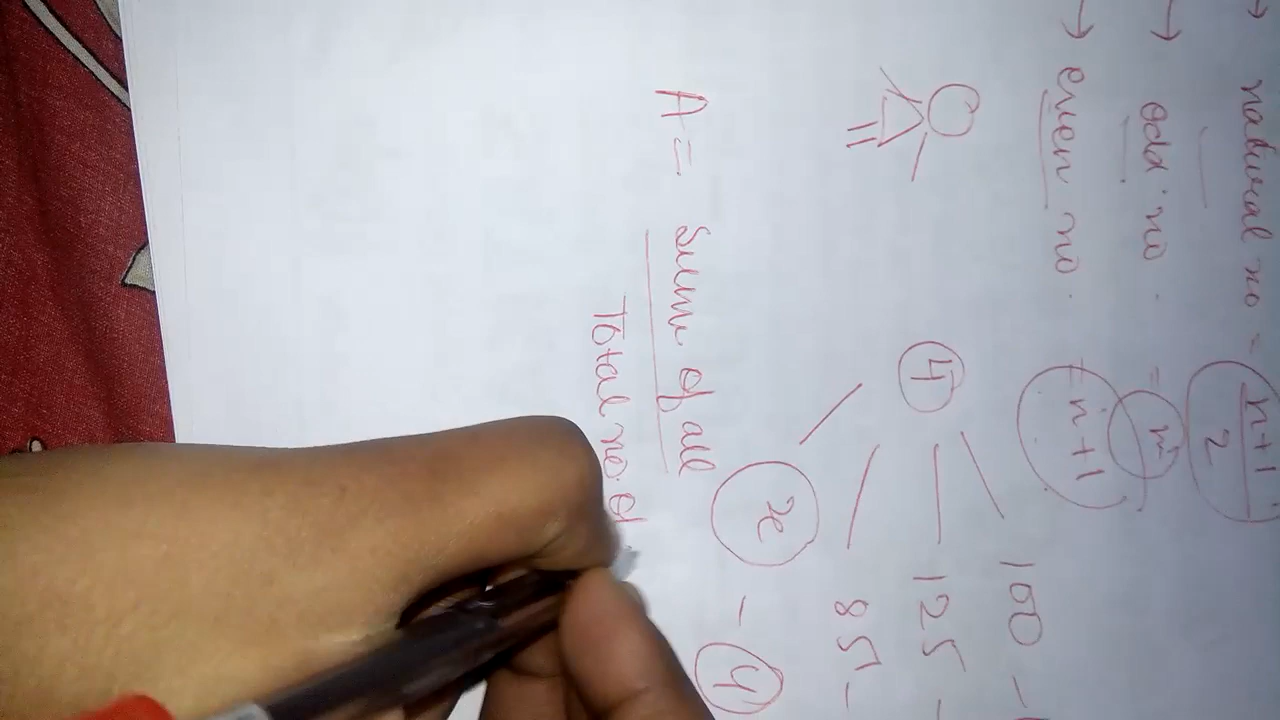 → natural no = n+1 / 2
→ odd no. = n
→ even no. = n+1
4
100 -
125 -
85 -
x - 4
A = Sum of all
Total no. of